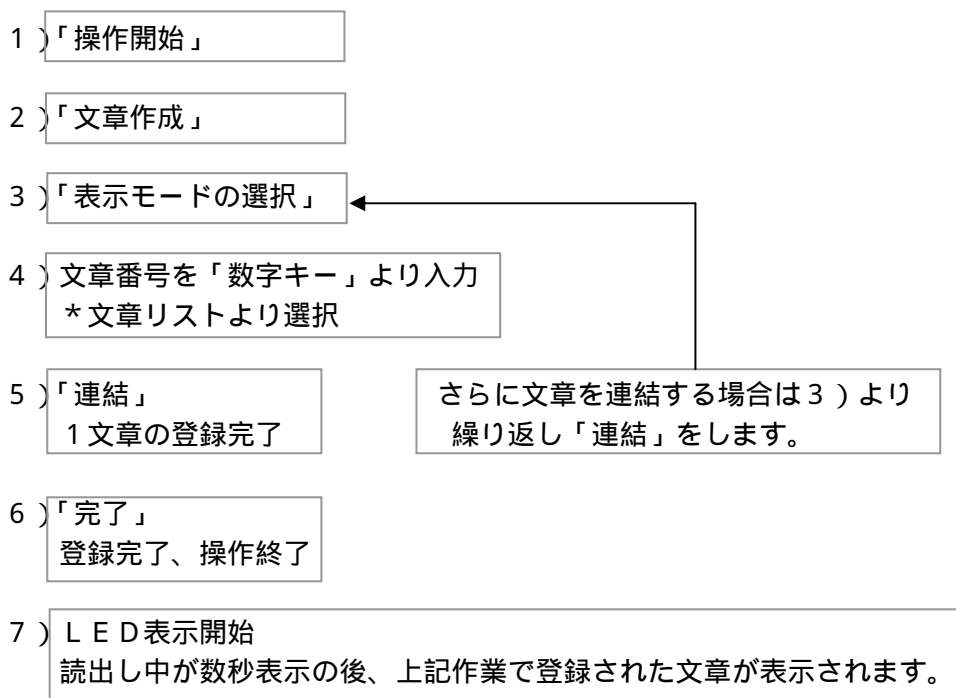 1)「操作開始」
2)「文章作成」
3)「表示モードの選択」
4)文章番号を「数字キー」より入力
*文章リストより選択
5)「連結」
1文章の登録完了
さらに文章を連結する場合は3)より
繰り返し「連結」をします。
6)「完了」
登録完了、操作終了
7)LED表示開始
読出し中が数秒表示の後、上記作業で登録された文章が表示されます。